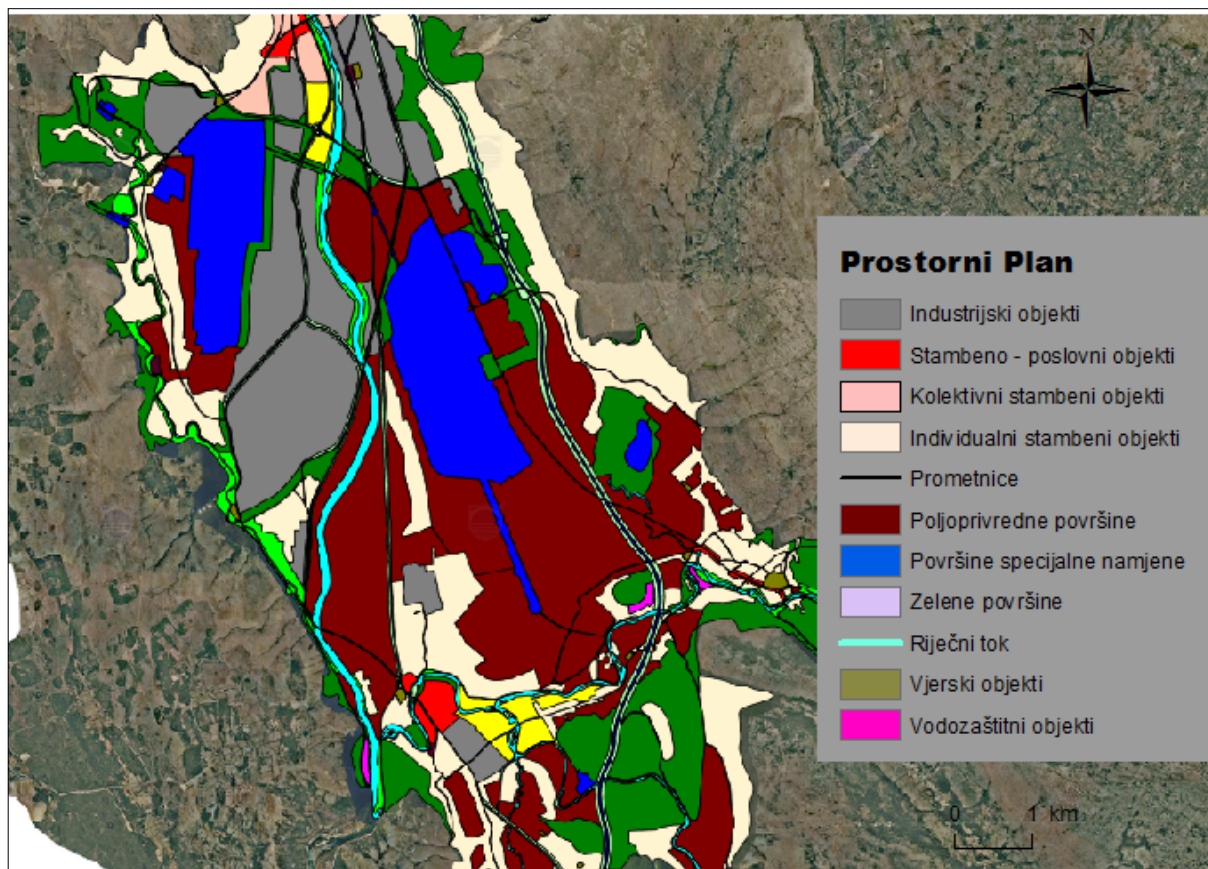 N
Prostorni Plan
Industrijski objekti
Stambeno - poslovni objekti
Kolektivni stambeni objekti
Individualni stambeni objekti
Prometnice
Poljoprivredne površine
Površine specijalne namjene
Zelene površine
Riječni tok
Vjerski objekti
Vodozaštitni objekti
0 1 km